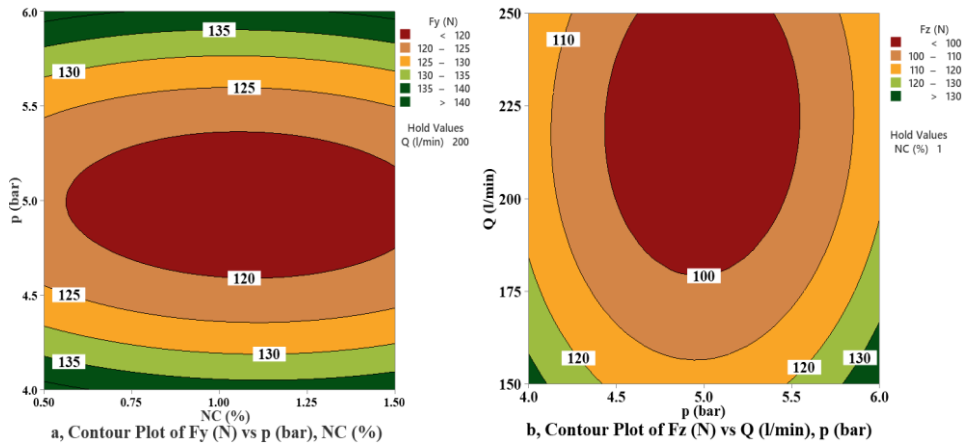 6.0
5.5
5.0
4.5
4.0
p (bar)
135
130
125
120
125
130
135
0.50
0.75
1.00
1.25
1.50
NC (%)
Fy (N)
< 120
120 – 125
125 – 130
130 – 135
135 – 140
> 140
Hold Values
Q (l/min) 200
a, Contour Plot of Fy (N) vs p (bar), NC (%)
250
225
200
175
150
Q (l/min)
110
100
120
120
130
4.0
4.5
5.0
5.5
6.0
p (bar)
Fz (N)
< 100
100 – 110
110 – 120
120 – 130
> 130
Hold Values
NC (%) 1
b, Contour Plot of Fz (N) vs Q (l/min), p (bar)